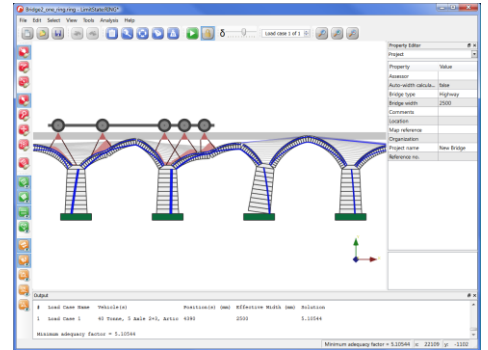 Bridge2_one_ring.ring - LimitState:RING*
File Edit Select View Tools Analysis Help
δ Load case 1 of 1
Property Editor
Project
Property Value
Assessor
Auto-width calcula... false
Bridge type Highway
Bridge width 2500
Comments
Location
Map reference
Organization
Project name New Bridge
Reference no.
Output
# Load Case Name Vehicle(s) Position(s) (mm) Effective Width (mm) Solution
1 Load Case 1 40 Tonne, 5 Axle 2+3, Artic 4390 2500 5.10544
Minimum adequacy factor = 5.10544
Minimum adequacy factor = 5.10544 x: 22109 y: -1102